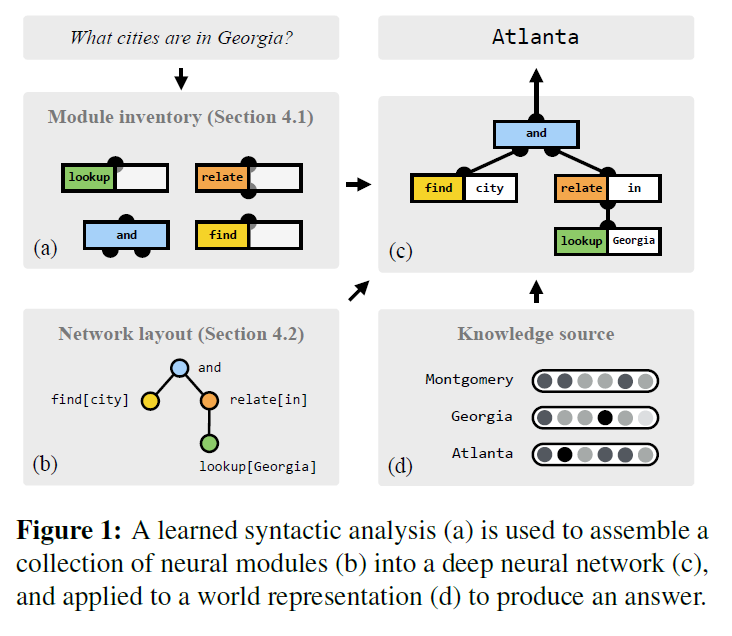 What cities are in Georgia?
Atlanta
Module inventory (Section 4.1)
lookup
relate
and
find
(a)
and
find city
relate in
lookup Georgia
(c)
Network layout (Section 4.2)
and
find[city]
relate[in]
lookup[Georgia]
(b)
Knowledge source
Montgomery
Georgia
Atlanta
(d)
Figure 1: A learned syntactic analysis (a) is used to assemble a
collection of neural modules (b) into a deep neural network (c),
and applied to a world representation (d) to produce an answer.